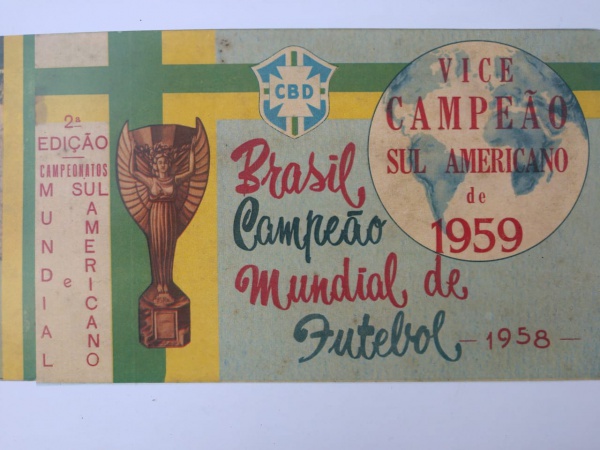 2ª
EDIÇÃO
CAMPEONATOS
MUNDIAL
e
SUL AMERICANO
CBD
Brasil
Campeão
Mundial de
Futebol - 1958 -
VICE
CAMPEÃO
SUL AMERICANO
de
1959